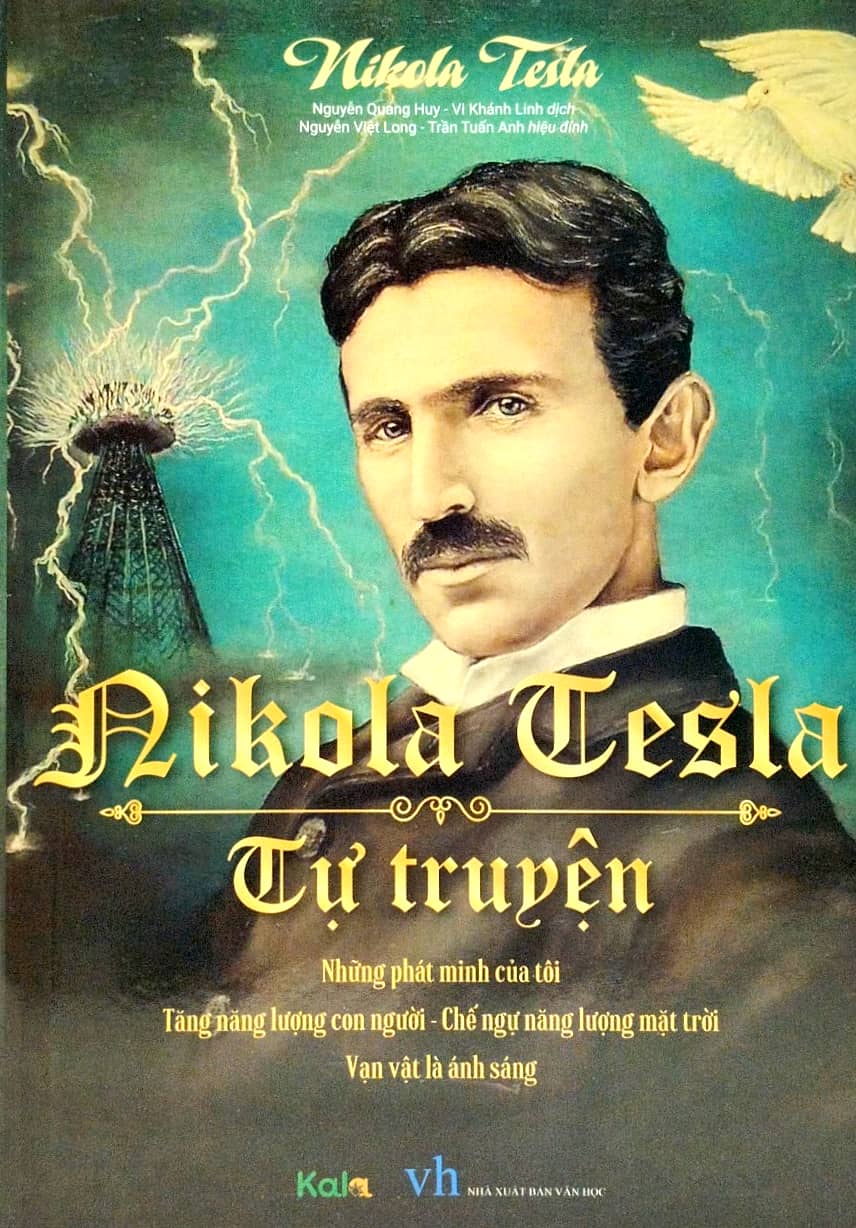 Nikola Tesla
Nguyễn Quang Huy - Vi Khánh Linh dịch
Nguyễn Việt Long - Trần Tuấn Anh hiệu đính
Nikola Tesla
Tự truyện
Những phát minh của tôi
Tăng năng lượng con người - Chế ngự năng lượng mặt trời
Vạn vật là ánh sáng
Kala
vh NHÀ XUẤT BẢN VĂN HỌC